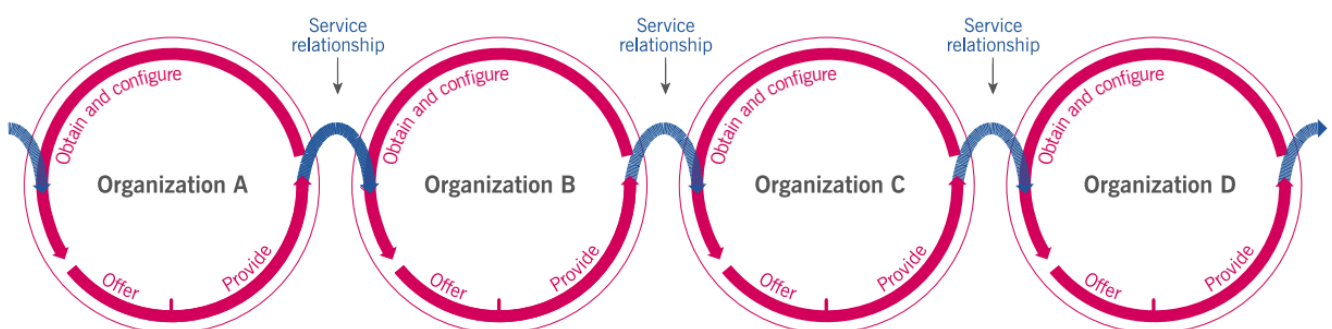 Service
relationship
Service
relationship
Service
relationship
Obtain and configure
Organization A
Offer
Provide
Obtain and configure
Organization B
Offer
Provide
Obtain and configure
Organization C
Offer
Provide
Obtain and configure
Organization D
Offer
Provide